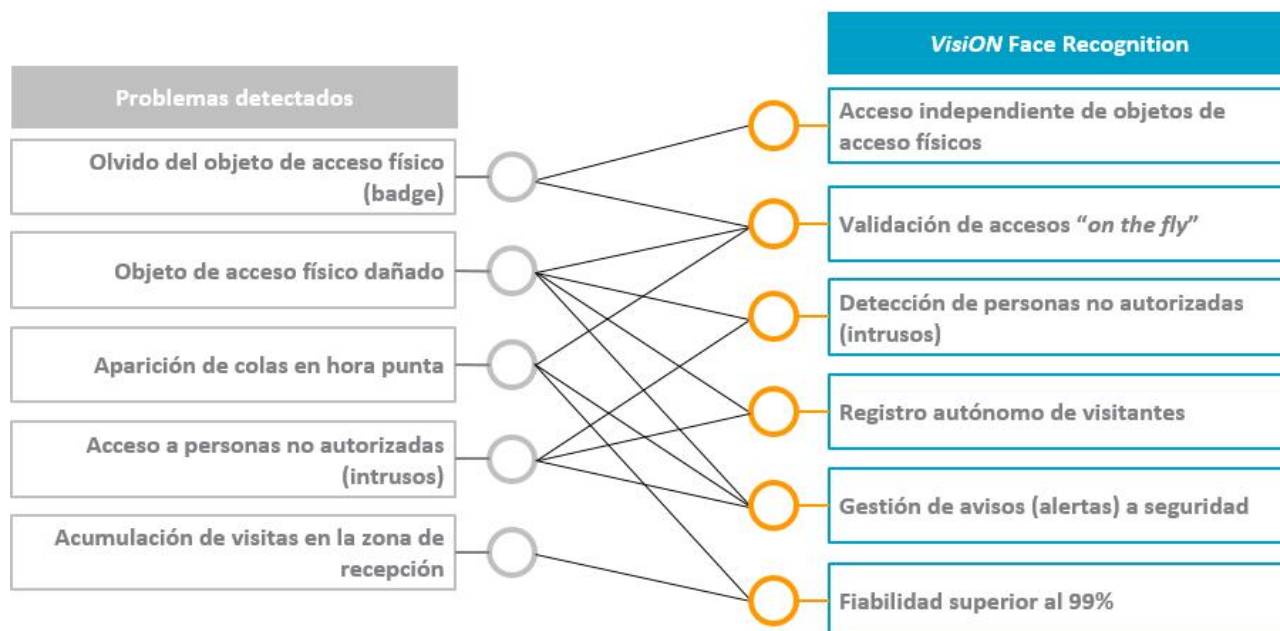 VisiON Face Recognition
Problemas detectados
Olvido del objeto de acceso físico
(badge)
Objeto de acceso físico dañado
Aparición de colas en hora punta
Acceso a personas no autorizadas
(intrusos)
Acumulación de visitas en la zona de
recepción
Acceso independiente de objetos de
acceso físicos
Validación de accesos “on the fly”
Detección de personas no autorizadas
(intrusos)
Registro autónomo de visitantes
Gestión de avisos (alertas) a seguridad
Fiabilidad superior al 99%